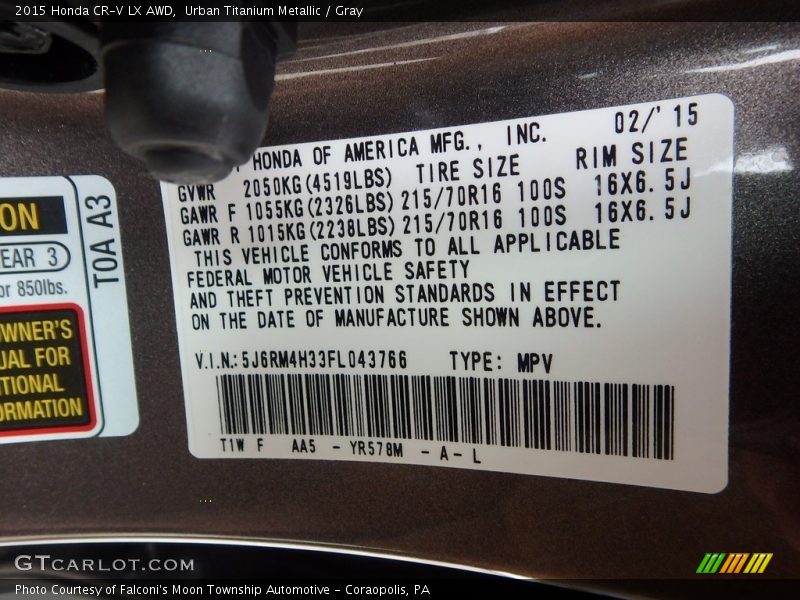 2015 Honda CR-V LX AWD,  Urban Titanium Metallic / Gray
HONDA OF AMERICA MFG., INC. 02/'15
GVWR 2050KG(4519LBS) TIRE SIZE RIM SIZE
GAWR F 1055KG(2326LBS) 215/70R16 100S 16X6.5J
GAWR R 1015KG(2238LBS) 215/70R16 100S 16X6.5J
THIS VEHICLE CONFORMS TO ALL APPLICABLE
FEDERAL MOTOR VEHICLE SAFETY
AND THEFT PREVENTION STANDARDS IN EFFECT
ON THE DATE OF MANUFACTURE SHOWN ABOVE.
V.I.N.: 5J6RM4H33FL043766 TYPE: MPV
T1W F AA5 - YR578M - A - L
ON
EAR 3
or 850lbs.
OWNER'S
UAL FOR
ITIONAL
ORMATION
T0A A3
GTCARLOT.COM
Photo Courtesy of Falconi's Moon Township Automotive - Coraopolis, PA